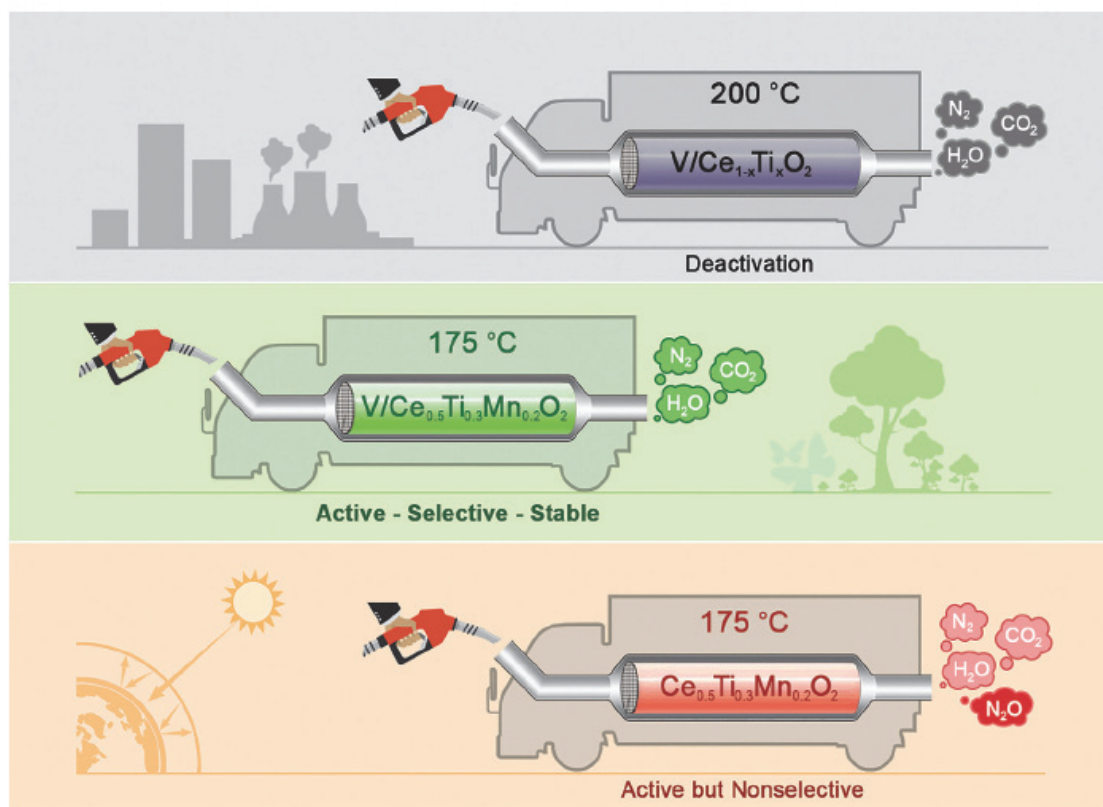 200 °C
N₂
CO₂
H₂O
V/Ce₁₋ₓTiₓO₂
Deactivation
175 °C
N₂
CO₂
H₂O
V/Ce₀.₅Ti₀.₃Mn₀.₂O₂
Active - Selective - Stable
175 °C
N₂
CO₂
H₂O
Ce₀.₅Ti₀.₃Mn₀.₂O₂
N₂O
Active but Nonselective